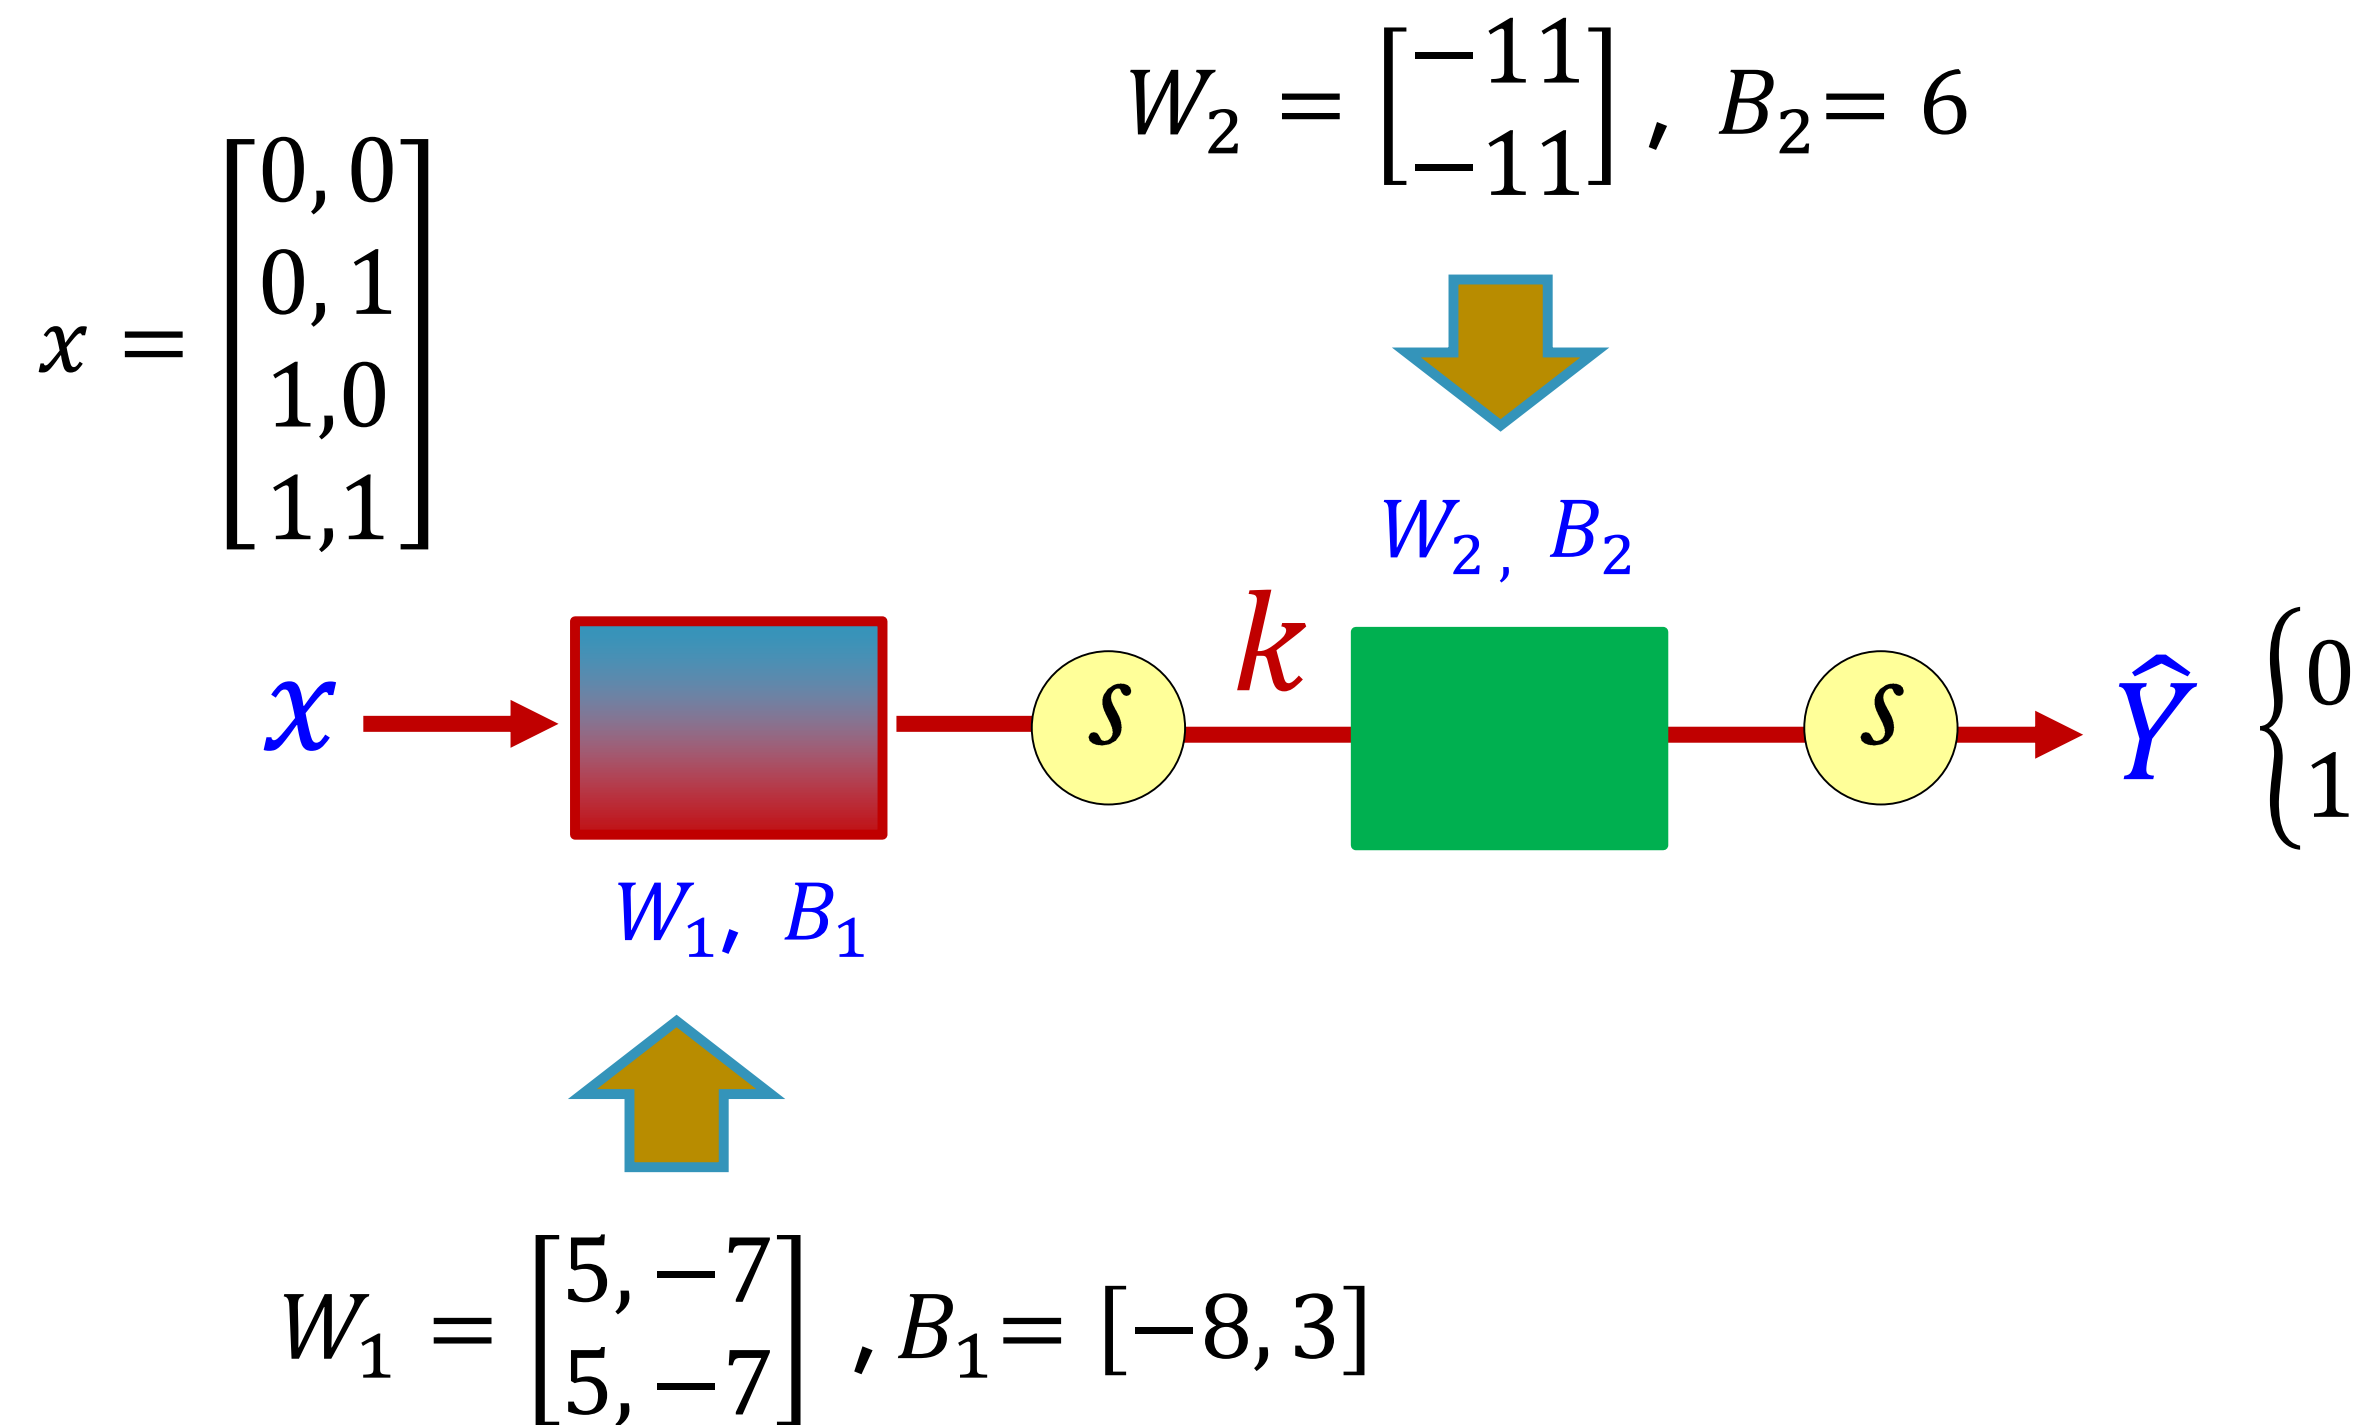 W₂ = [−11
−11] , B₂= 6
x = [0, 0
0, 1
1,0
1,1]
W₂ , B₂
x
s
k
s
Ŷ {0
1
W₁, B₁
W₁ = [5, −7
5, −7] , B₁= [−8, 3]